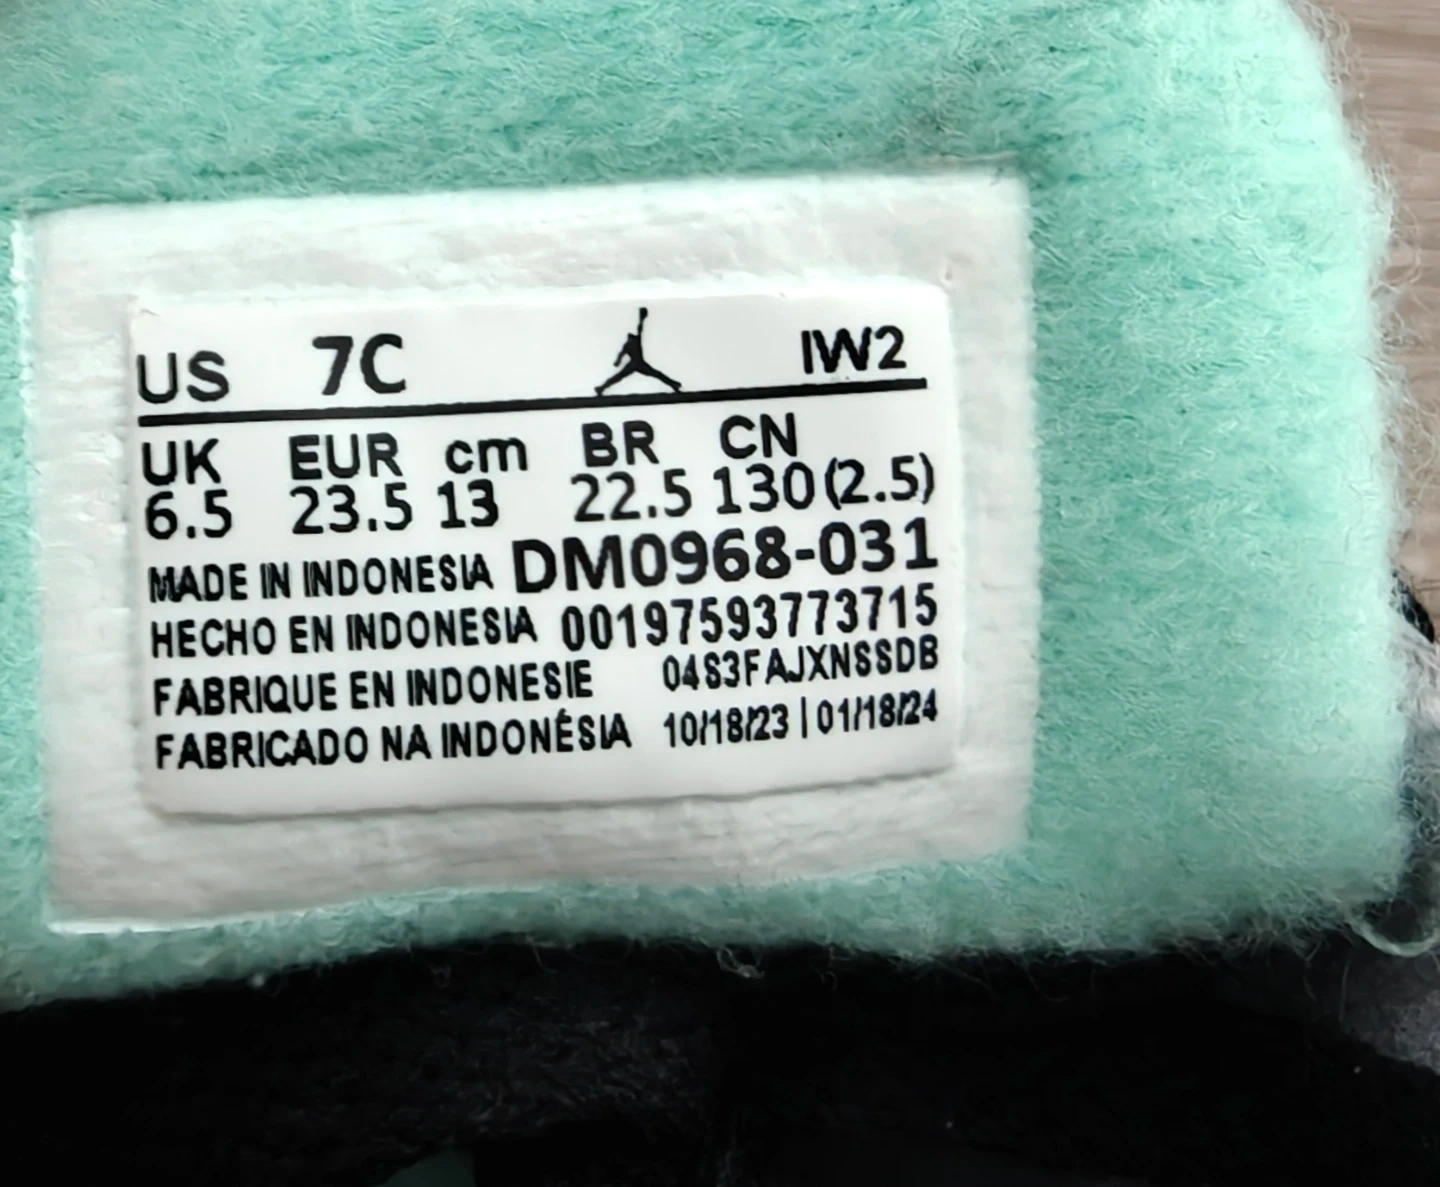 US 7C IW2
UK EUR cm BR CN
6.5 23.5 13 22.5 130(2.5)
MADE IN INDONESIA DM0968-031
HECHO EN INDONESIA 00197593773715
FABRIQUE EN INDONESIE 04S3FAJXNSSDB
FABRICADO NA INDONÉSIA 10/18/23 | 01/18/24